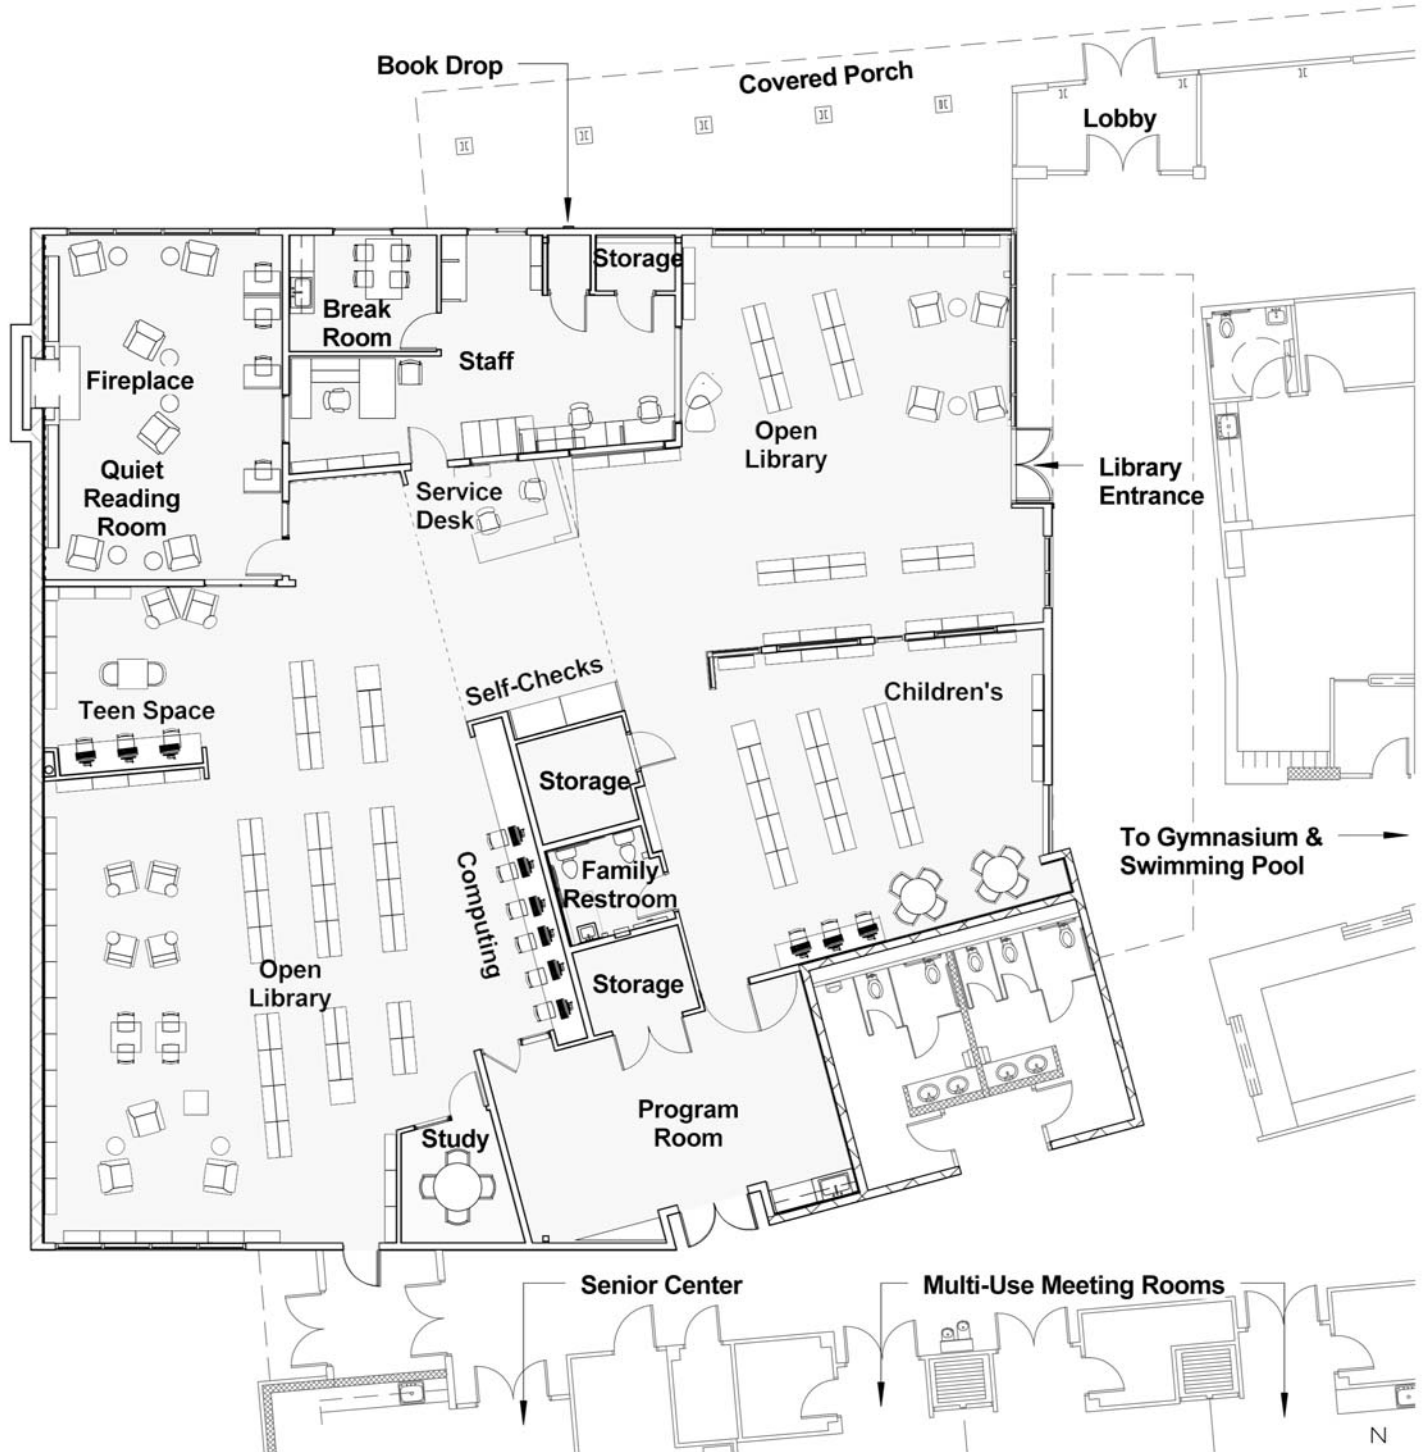 Book Drop
Covered Porch
Lobby
Storage
Break
Room
Staff
Fireplace
Open
Library
Quiet
Reading
Room
Service
Desk
Library
Entrance
Self-Checks
Children's
Teen Space
Storage
To Gymnasium &
Swimming Pool
Computing
Family
Restroom
Open
Library
Storage
Program
Room
Study
Senior Center
Multi-Use Meeting Rooms
N